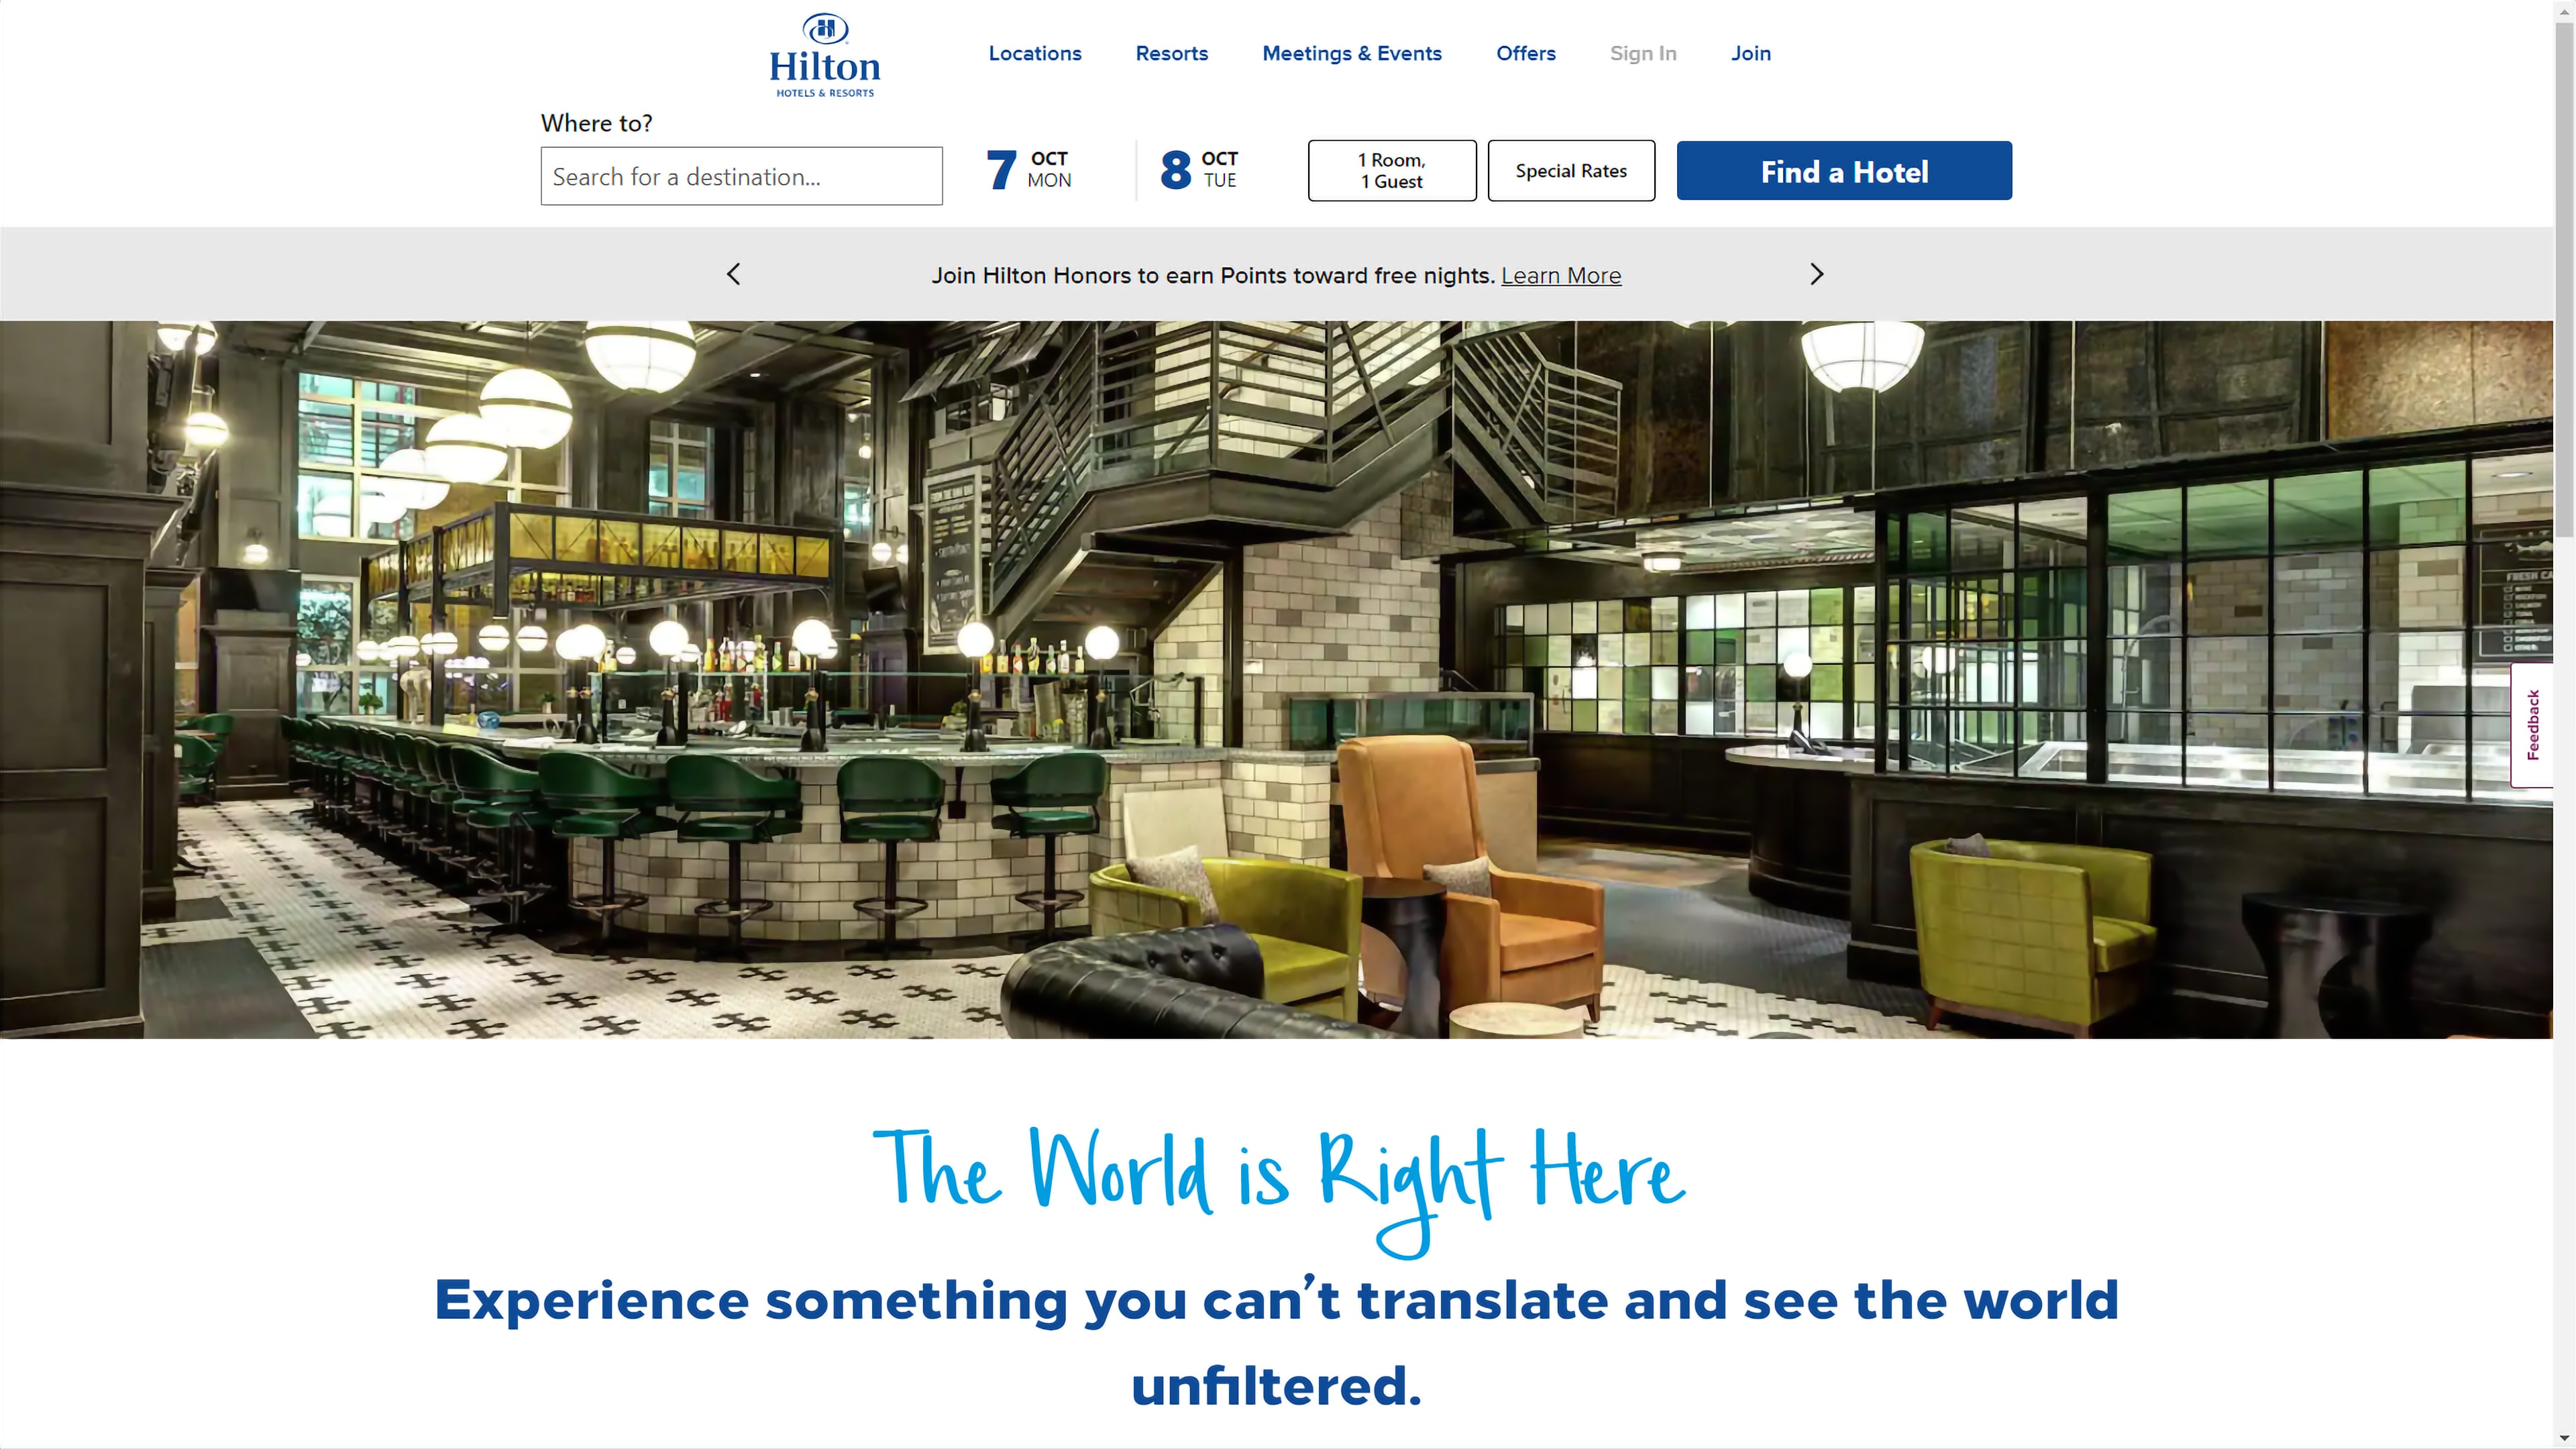 Hilton
HOTELS & RESORTS
Locations
Resorts
Meetings & Events
Offers
Sign In
Join
Where to?
Search for a destination...
7 OCT
MON
8 OCT
TUE
1 Room,
1 Guest
Special Rates
Find a Hotel
Join Hilton Honors to earn Points toward free nights. Learn More
FRESH
Feedback
The World is Right Here
Experience something you can't translate and see the world
unfiltered.